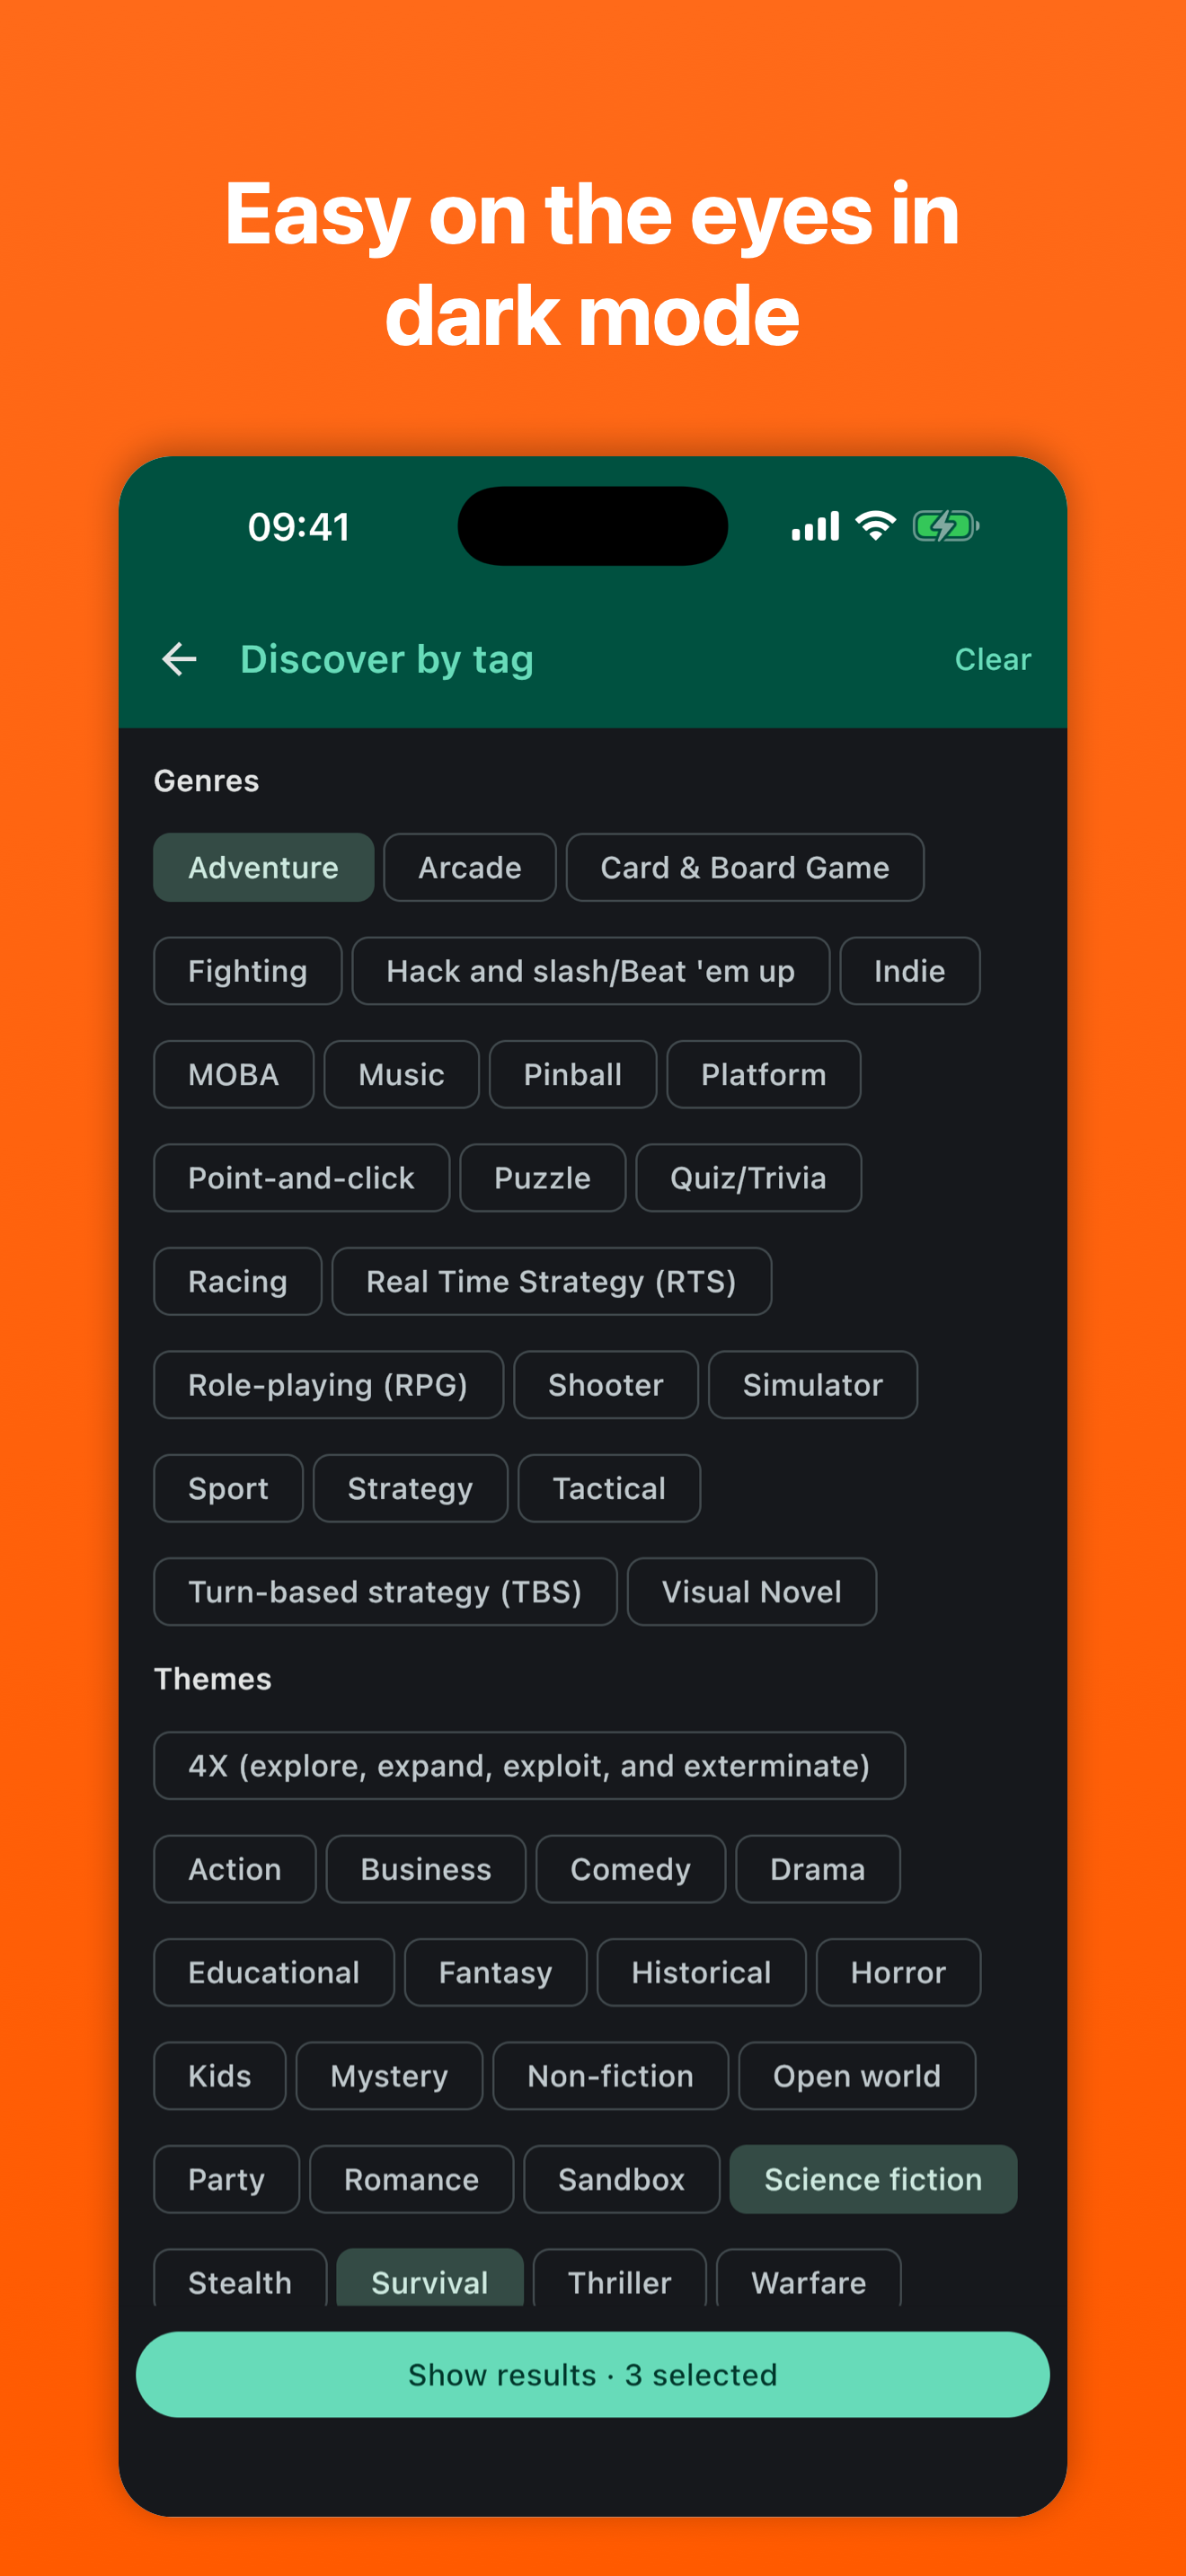 Easy on the eyes in
dark mode
09:41
Discover by tag Clear
Genres
Adventure Arcade Card & Board Game
Fighting Hack and slash/Beat 'em up Indie
MOBA Music Pinball Platform
Point-and-click Puzzle Quiz/Trivia
Racing Real Time Strategy (RTS)
Role-playing (RPG) Shooter Simulator
Sport Strategy Tactical
Turn-based strategy (TBS) Visual Novel
Themes
4X (explore, expand, exploit, and exterminate)
Action Business Comedy Drama
Educational Fantasy Historical Horror
Kids Mystery Non-fiction Open world
Party Romance Sandbox Science fiction
Stealth Survival Thriller Warfare
Show results · 3 selected